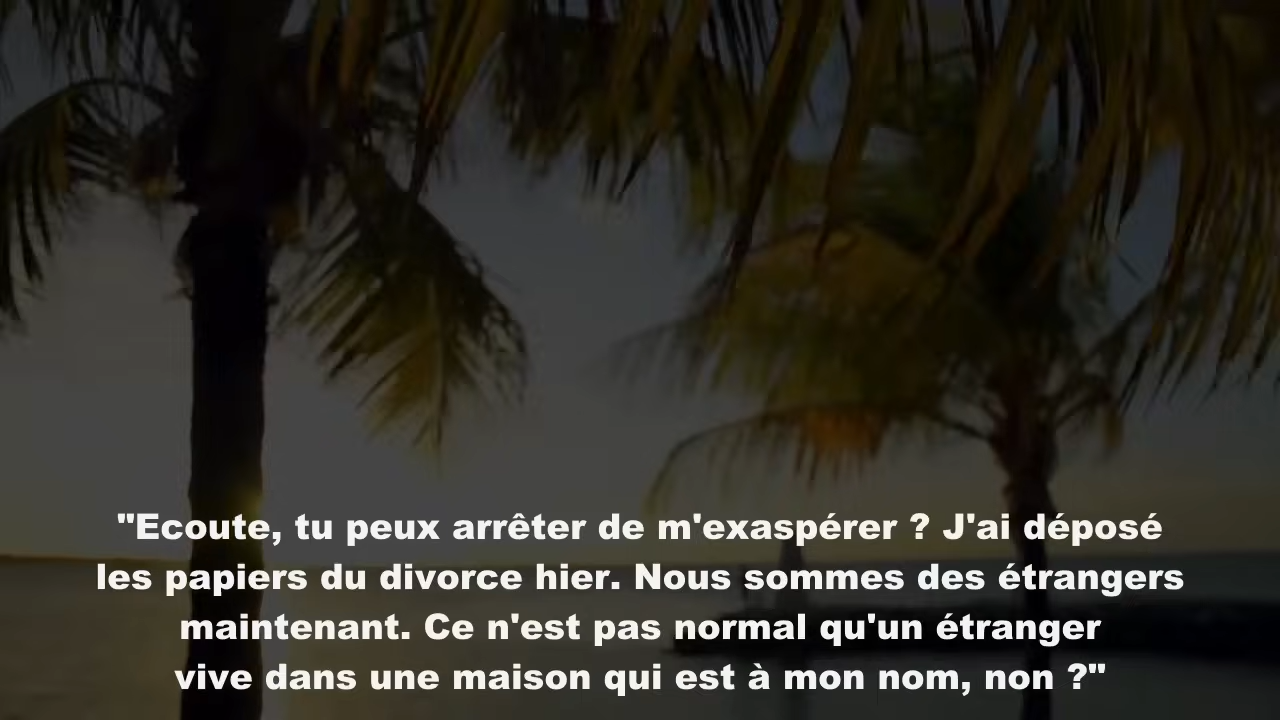 "Ecoute, tu peux arrêter de m'exaspérer ? J'ai déposé
les papiers du divorce hier. Nous sommes des étrangers
maintenant. Ce n'est pas normal qu'un étranger
vive dans une maison qui est à mon nom, non ?"